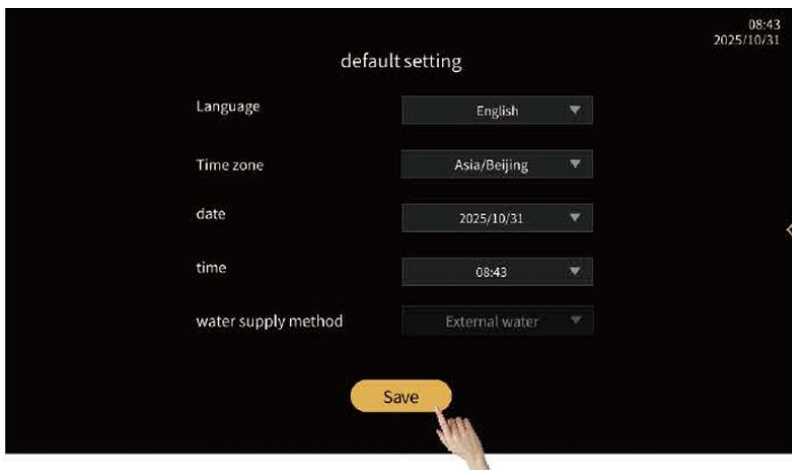 08:43
2025/10/31
default setting
Language English
Time zone Asia/Beijing
date 2025/10/31
time 08:43
water supply method External water
Save